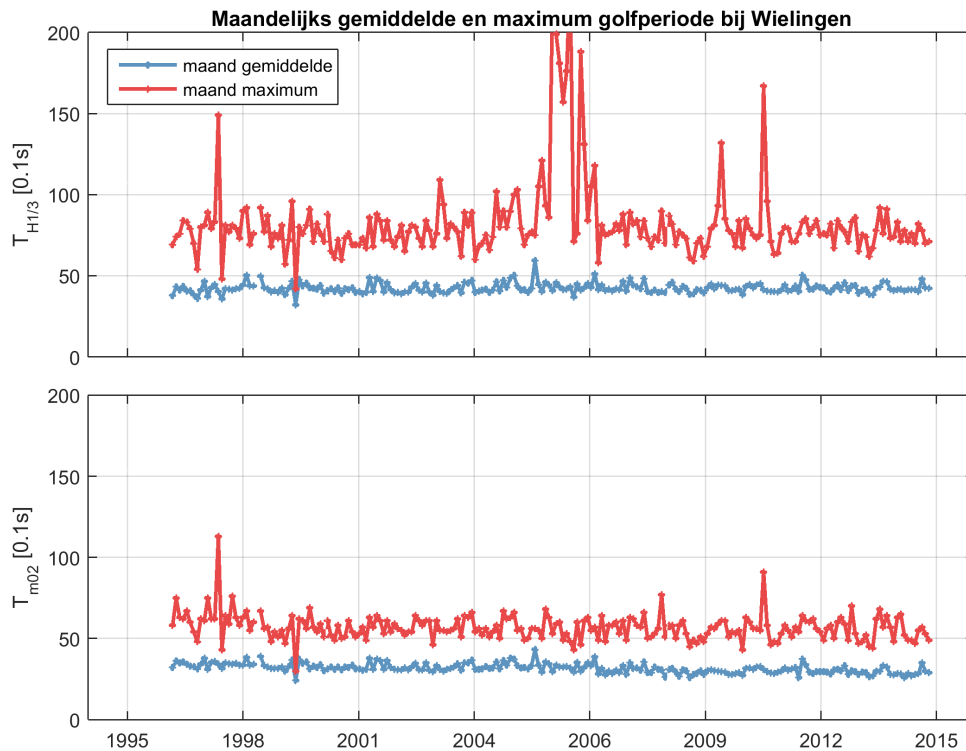 Maandelijks gemiddelde en maximum golfperiode bij Wielingen
200
150
100
50
0
T_H1/3 [0.1s]
maand gemiddelde
maand maximum
200
150
100
50
0
T_m02 [0.1s]
1995 1998 2001 2004 2006 2009 2012 2015